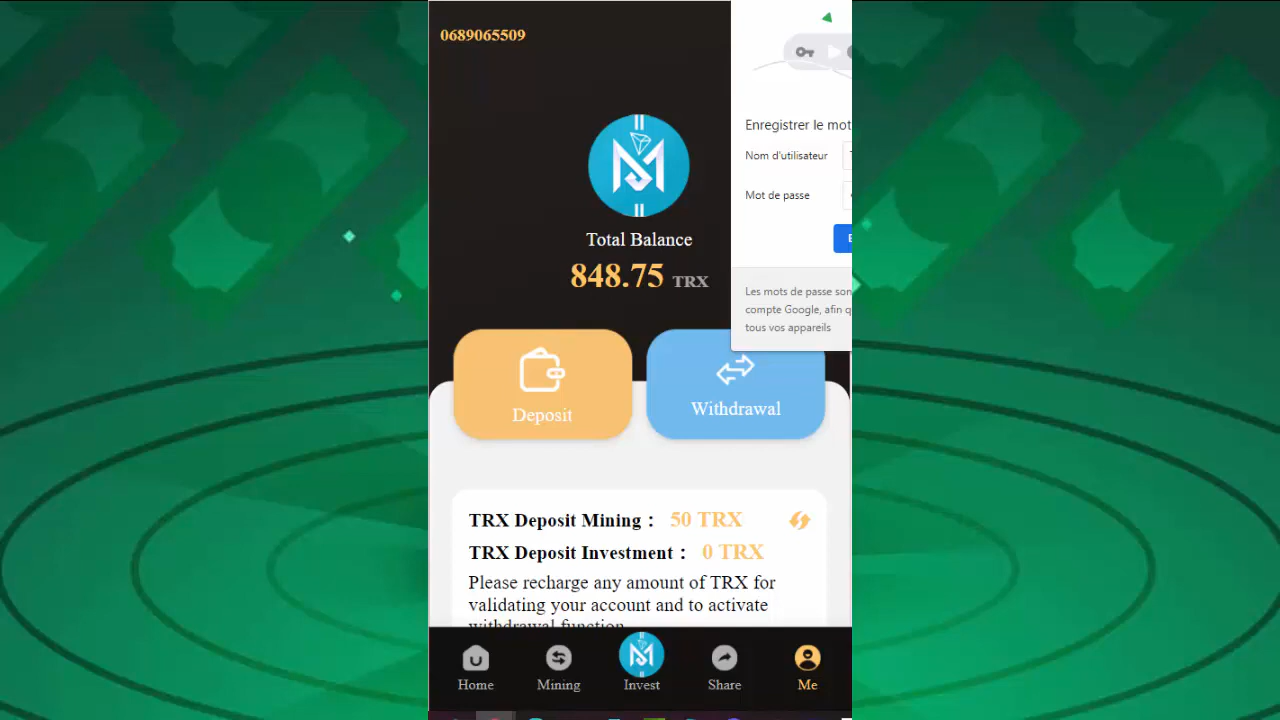 0689065509
Total Balance
848.75 TRX
Enregistrer le mot
Nom d'utilisateur
Mot de passe
Les mots de passe son
compte Google, afin q
tous vos appareils
Deposit
Withdrawal
TRX Deposit Mining : 50 TRX
TRX Deposit Investment : 0 TRX
Please recharge any amount of TRX for
validating your account and to activate
withdrawal function
Home
Mining
Invest
Share
Me